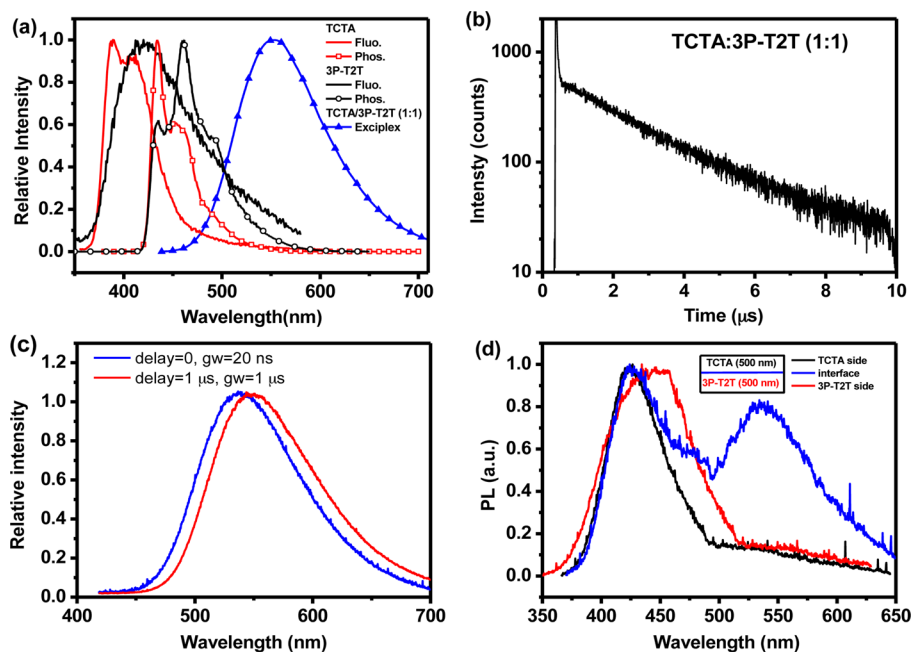 (a)
TCTA
Fluo.
Phos.
3P-T2T
Fluo.
Phos.
TCTA/3P-T2T (1:1)
Exciplex
Relative Intensity
1.0
0.8
0.6
0.4
0.2
0.0
400 500 600 700
Wavelength(nm)
(b)
TCTA:3P-T2T (1:1)
Intensty (counts)
1000
100
10
0 2 4 6 8 10
Time (μs)
(c)
delay=0, gw=20 ns
delay=1 μs, gw=1 μs
Relative intensity
1.2
1.0
0.8
0.6
0.4
0.2
0.0
400 500 600 700
Wavelength (nm)
(d)
TCTA (500 nm)
3P-T2T (500 nm)
TCTA side
interface
3P-T2T side
PL (a.u.)
1.0
0.8
0.6
0.4
0.2
0.0
350 400 450 500 550 600 650
Wavelength (nm)